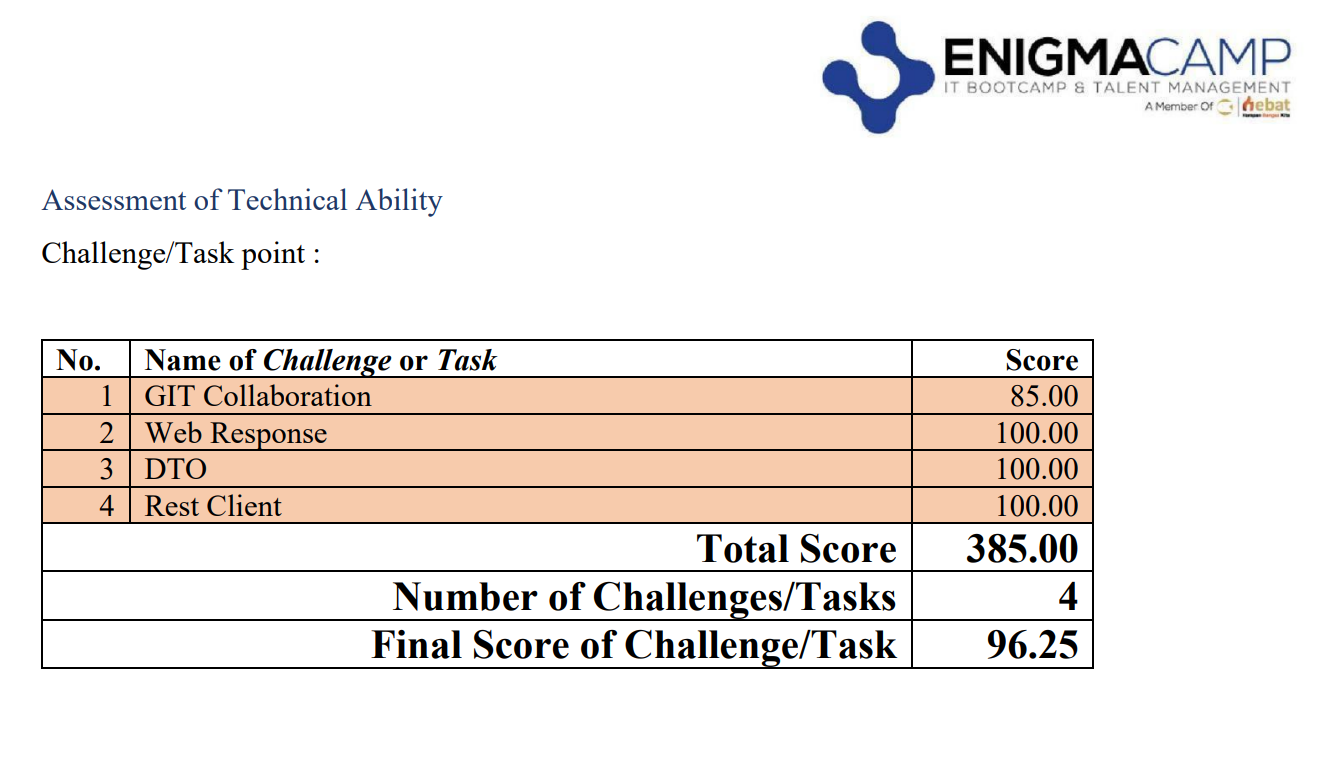 ENIGMACAMP
IT BOOTCAMP & TALENT MANAGEMENT
A Member Of hebat
Harapan Bangsa Kita
Assessment of Technical Ability
Challenge/Task point :
No. Name of Challenge or Task Score
1 GIT Collaboration 85.00
2 Web Response 100.00
3 DTO 100.00
4 Rest Client 100.00
Total Score 385.00
Number of Challenges/Tasks 4
Final Score of Challenge/Task 96.25